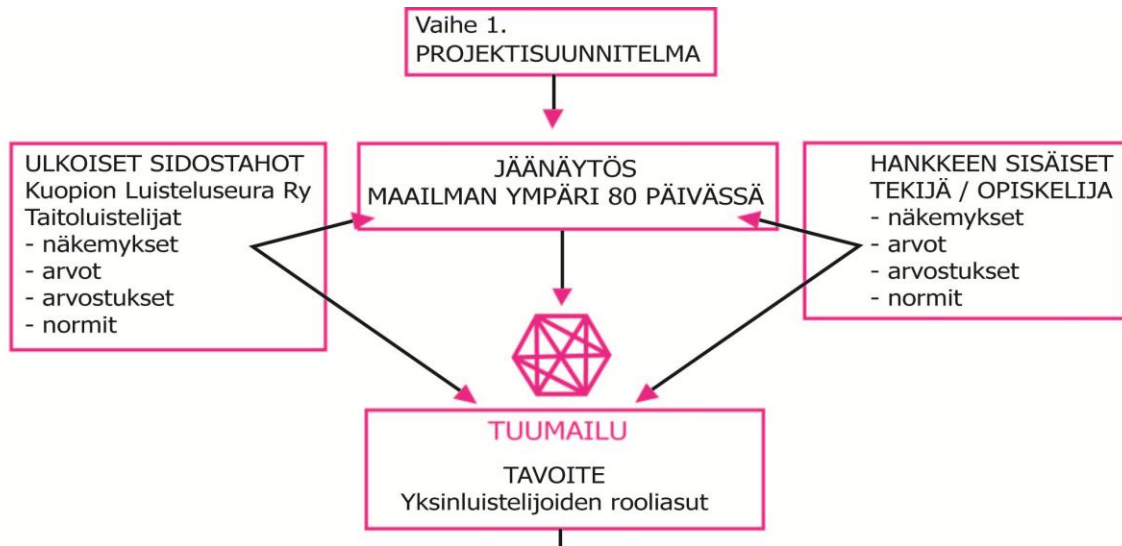 Vaihe 1.
PROJEKTISUUNNITELMA
ULKOISET SIDOSTAHOT
Kuopion Luisteluseura Ry
Taitoluistelijat
- näkemykset
- arvot
- arvostukset
- normit
JÄÄNÄYTÖS
MAAILMAN YMPÄRI 80 PÄIVÄSSÄ
HANKKEEN SISÄISET
TEKIJÄ / OPISKELIJA
- näkemykset
- arvot
- arvostukset
- normit
TUUMAILU
TAVOITE
Yksinluistelijoiden rooliasut